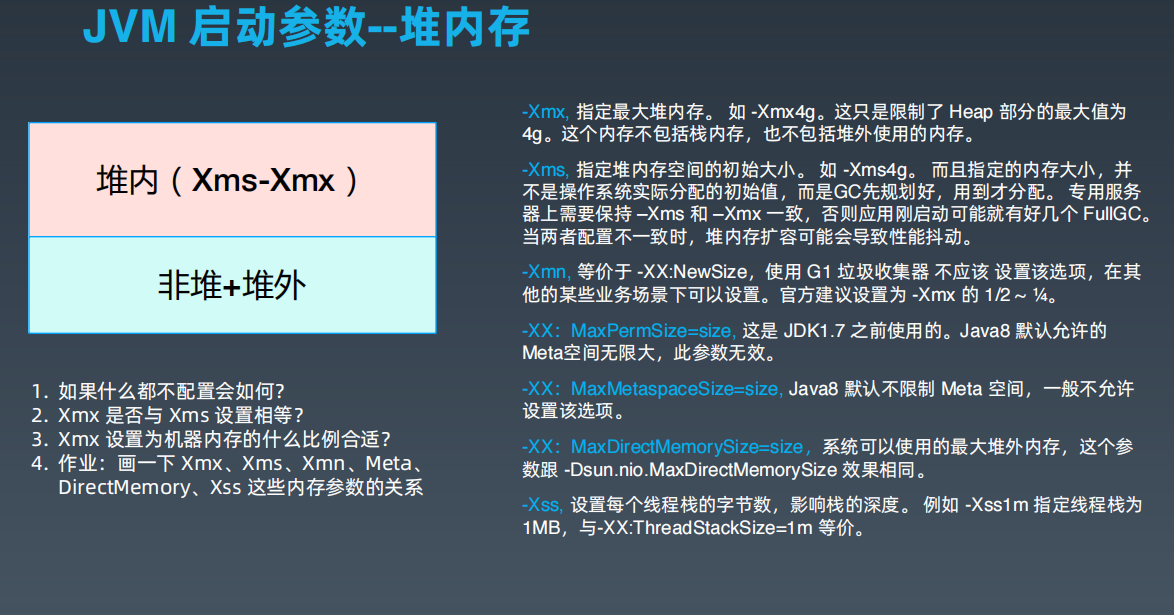 JVM 启动参数--堆内存
堆内（Xms-Xmx ）
非堆+堆外
1. 如果什么都不配置会如何？
2. Xmx 是否与 Xms 设置相等？
3. Xmx 设置为机器内存的什么比例合适？
4. 作业：画一下 Xmx、Xms、Xmn、Meta、
DirectMemory、Xss 这些内存参数的关系
-Xmx, 指定最大堆内存。 如 -Xmx4g。这只是限制了 Heap 部分的最大值为
4g。这个内存不包括栈内存，也不包括堆外使用的内存。
-Xms, 指定堆内存空间的初始大小。 如 -Xms4g。 而且指定的内存大小，并
不是操作系统实际分配的初始值，而是GC先规划好，用到才分配。 专用服务
器上需要保持 –Xms 和 –Xmx 一致，否则应用刚启动可能就有好几个 FullGC。
当两者配置不一致时，堆内存扩容可能会导致性能抖动。
-Xmn, 等价于 -XX:NewSize，使用 G1 垃圾收集器 不应该 设置该选项，在其
他的某些业务场景下可以设置。官方建议设置为 -Xmx 的 1/2 ~ ¼。
-XX：MaxPermSize=size, 这是 JDK1.7 之前使用的。Java8 默认允许的
Meta空间无限大，此参数无效。
-XX：MaxMetaspaceSize=size, Java8 默认不限制 Meta 空间，一般不允许
设置该选项。
-XX：MaxDirectMemorySize=size，系统可以使用的最大堆外内存，这个参
数跟 -Dsun.nio.MaxDirectMemorySize 效果相同。
-Xss, 设置每个线程栈的字节数，影响栈的深度。 例如 -Xss1m 指定线程栈为
1MB，与-XX:ThreadStackSize=1m 等价。